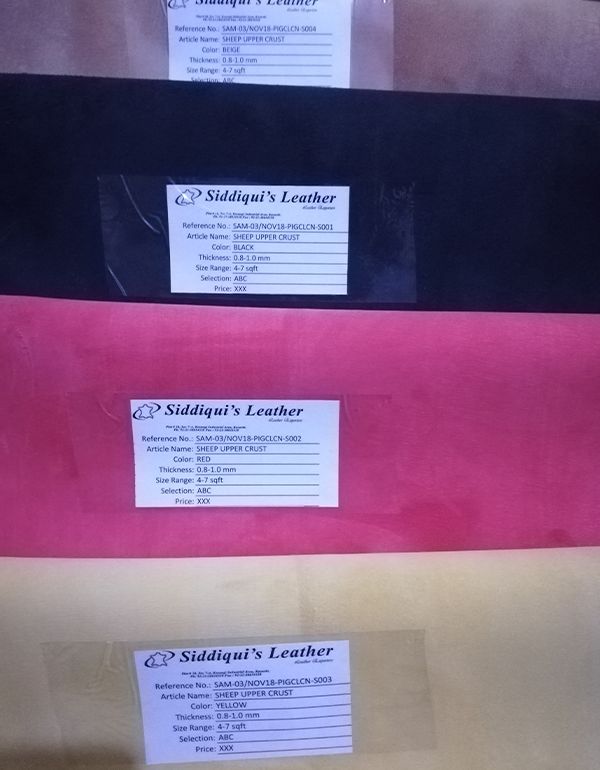 Siddiqui's Leather
Reference No.: SAM-03/NOV18-PIGCLCN-S004
Article Name: SHEEP UPPER CRUST
Color: BEIGE
Thickness: 0.8-1.0 mm
Size Range: 4-7 sqft
Selection: ABC
Siddiqui's Leather
Reference No.: SAM-03/NOV18-PIGCLCN-S001
Article Name: SHEEP UPPER CRUST
Color: BLACK
Thickness: 0.8-1.0 mm
Size Range: 4-7 sqft
Selection: ABC
Price: XXX
Siddiqui's Leather
Reference No.: SAM-03/NOV18-PIGCLCN-S002
Article Name: SHEEP UPPER CRUST
Color: RED
Thickness: 0.8-1.0 mm
Size Range: 4-7 sqft
Selection: ABC
Price: XXX
Siddiqui's Leather
Reference No.: SAM-03/NOV18-PIGCLCN-S003
Article Name: SHEEP UPPER CRUST
Color: YELLOW
Thickness: 0.8-1.0 mm
Size Range: 4-7 sqft
Selection: ABC
Price: XXX